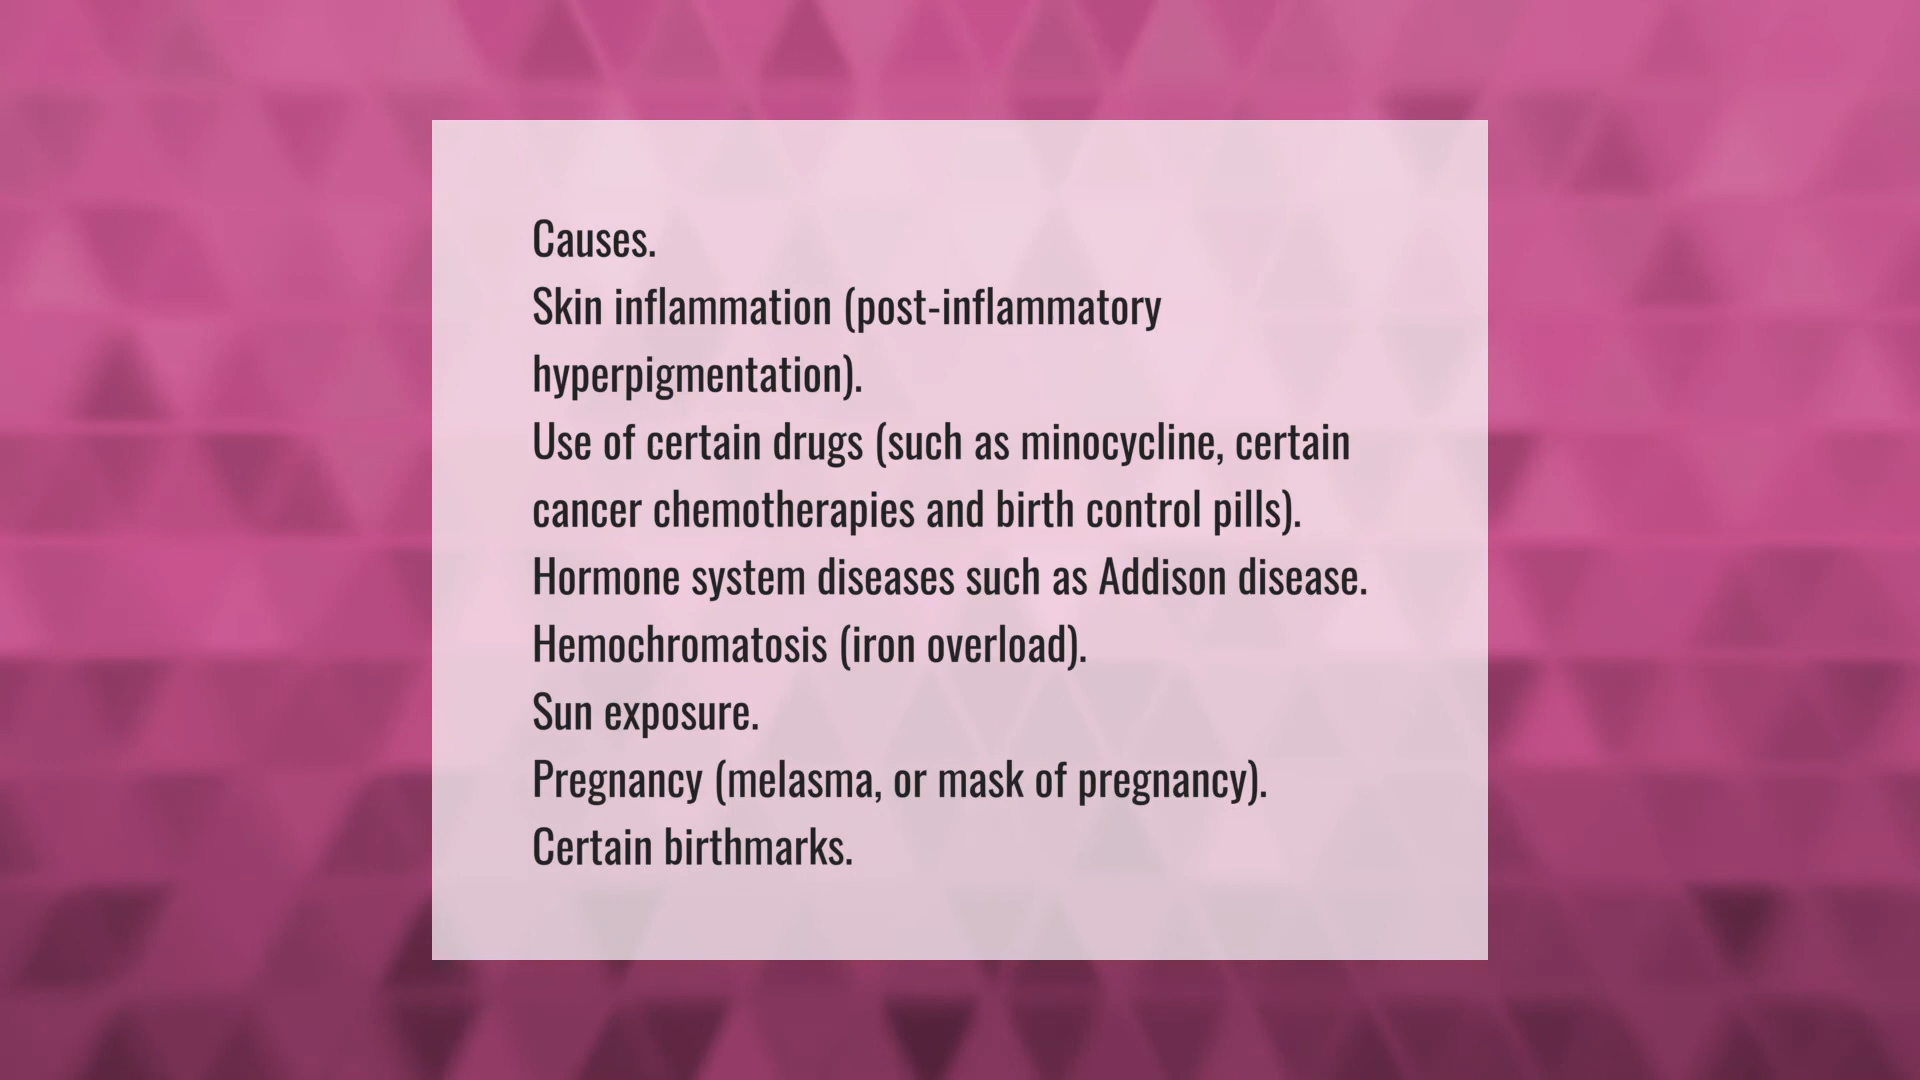 Causes.
Skin inflammation (post-inflammatory
hyperpigmentation).
Use of certain drugs (such as minocycline, certain
cancer chemotherapies and birth control pills).
Hormone system diseases such as Addison disease.
Hemochromatosis (iron overload).
Sun exposure.
Pregnancy (melasma, or mask of pregnancy).
Certain birthmarks.